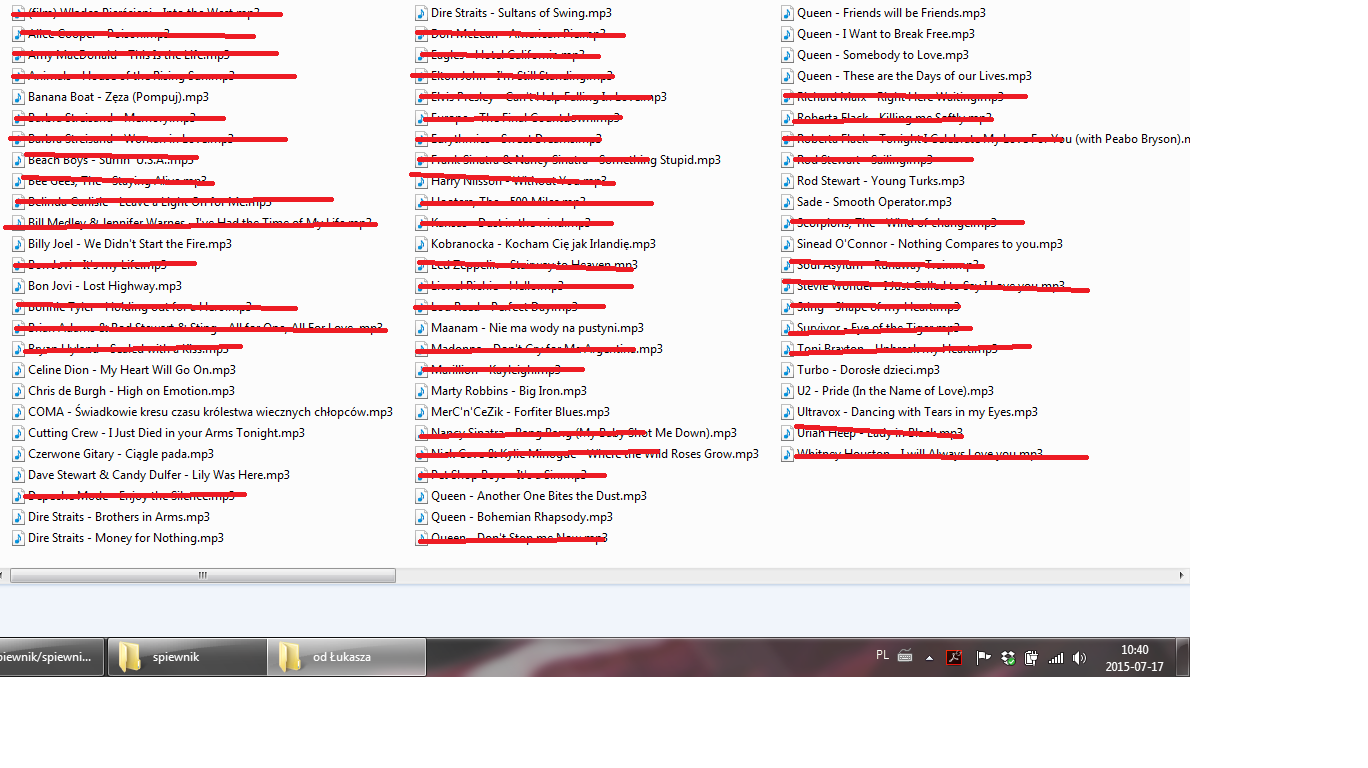 (film) Władca Pierścieni - Into the West.mp3
Alice Cooper - Poison.mp3
Amy MacDonald - This Is the Life.mp3
Animals - House of the Rising Sun.mp3
Banana Boat - Zęza (Pompuj).mp3
Barbra Streisand - Memory.mp3
Barbra Streisand - Woman in Love.mp3
Beach Boys - Surfin' U.S.A..mp3
Bee Gees, The - Staying Alive.mp3
Belinda Carlisle - Leave a Light On for Me.mp3
Bill Medley & Jennifer Warnes - I've Had the Time of My Life.mp3
Billy Joel - We Didn't Start the Fire.mp3
Bon Jovi - It's my Life.mp3
Bon Jovi - Lost Highway.mp3
Bonnie Tyler - Holding out for a Hero.mp3
Brian Adams & Rod Stewart & Sting - All for One, All For Love .mp3
Bryan Hyland - Sealed with a Kiss.mp3
Celine Dion - My Heart Will Go On.mp3
Chris de Burgh - High on Emotion.mp3
COMA - Świadkowie kresu czasu królestwa wiecznych chłopców.mp3
Cutting Crew - I Just Died in your Arms Tonight.mp3
Czerwone Gitary - Ciągle pada.mp3
Dave Stewart & Candy Dulfer - Lily Was Here.mp3
Depeche Mode - Enjoy the Silence.mp3
Dire Straits - Brothers in Arms.mp3
Dire Straits - Money for Nothing.mp3
Dire Straits - Sultans of Swing.mp3
Don McLean - American Pie.mp3
Eagles - Hotel California.mp3
Elton John - I'm Still Standing.mp3
Elvis Presley - Can't Help Falling In Love.mp3
Europe - The Final Countdown.mp3
Eurythmics - Sweet Dreams.mp3
Frank Sinatra & Nancy Sinatra - Something Stupid.mp3
Harry Nilsson - Without You.mp3
Hooters, The - 500 Miles.mp3
Kansas - Dust in the wind.mp3
Kobranocka - Kocham Cię jak Irlandię.mp3
Led Zeppelin - Stairway to Heaven.mp3
Lionel Richie - Hello.mp3
Lou Reed - Perfect Day.mp3
Maanam - Nie ma wody na pustyni.mp3
Madonna - Don't Cry for Me Argentina.mp3
Marillion - Kayleigh.mp3
Marty Robbins - Big Iron.mp3
MerC'n'CeZik - Forfiter Blues.mp3
Nancy Sinatra - Bang Bang (My Baby Shot Me Down).mp3
Nick Cave & Kylie Minogue - Where the Wild Roses Grow.mp3
Pet Shop Boys - It's a Sin.mp3
Queen - Another One Bites the Dust.mp3
Queen - Bohemian Rhapsody.mp3
Queen - Don't Stop me Now.mp3
Queen - Friends will be Friends.mp3
Queen - I Want to Break Free.mp3
Queen - Somebody to Love.mp3
Queen - These are the Days of our Lives.mp3
Richard Marx - Right Here Waiting.mp3
Roberta Flack - Killing me Softly.mp3
Roberta Flack - Tonight I Celebrate My Love For You (with Peabo Bryson).n
Rod Stewart - Sailing.mp3
Rod Stewart - Young Turks.mp3
Sade - Smooth Operator.mp3
Scorpions, The - Wind of change.mp3
Sinead O'Connor - Nothing Compares to you.mp3
Soul Asylum - Runaway Train.mp3
Stevie Wonder - I Just Called to Say I Love you.mp3
Sting - Shape of my Heart.mp3
Survivor - Eye of the Tiger.mp3
Toni Braxton - Unbreak my Heart.mp3
Turbo - Dorosłe dzieci.mp3
U2 - Pride (In the Name of Love).mp3
Ultravox - Dancing with Tears in my Eyes.mp3
Uriah Heep - Lady in Black.mp3
Whitney Houston - I will Always Love you.mp3
piewnik/spiewni...
spiewnik
od Łukasza
PL
10:40
2015-07-17